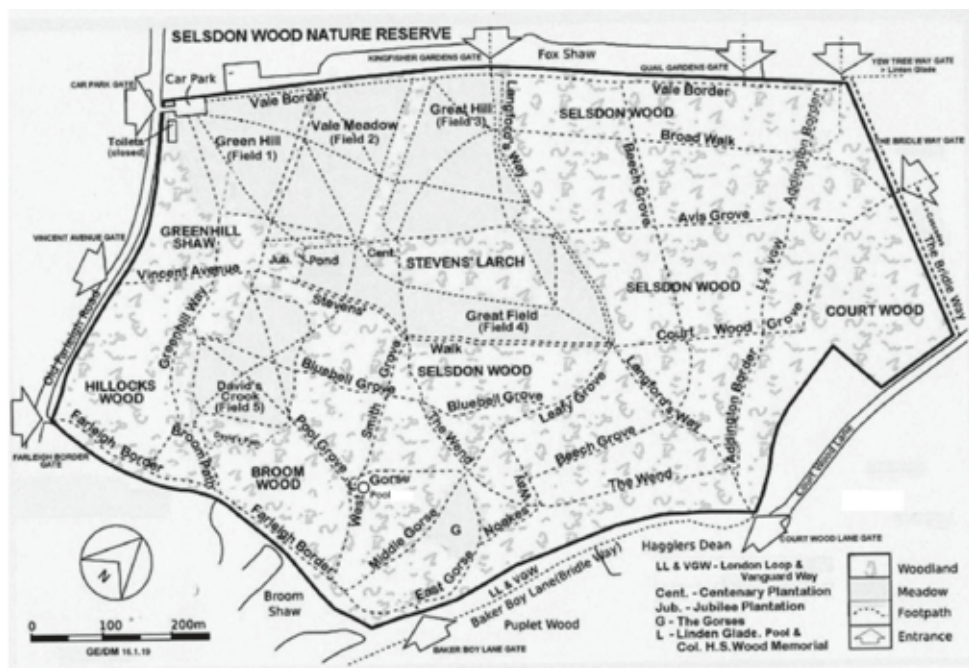 SELSDON WOOD NATURE RESERVE
KINGFISHER GARDENS GATE
Fox Shaw
QUAIL GARDENS GATE
YEW TREE WAY GATE
- Linton Glade
CAR PARK GATE
Car Park
Toilets
(closed)
Vale Border
Vale Border
Green Hill
(Field 1)
Vale Meadow
(Field 2)
Great Hill
(Field 3)
Langford's Way
SELSDON WOOD
Broad Walk
Beech Grove
Addington Border
THE BRIDLE WAY GATE
The Bridle Way
Avis Grove
VINCENT AVENUE GATE
GREENHILL
SHAW
Vincent Avenue
Jub.
Pond
Cent.
STEVENS' LARCH
SELSDON WOOD
LL & VGW
COURT WOOD
Old Farleigh Road
Greenhill Way
Stevens'
Walk
Great Field
(Field 4)
Court Wood Grove
HILLOCKS
WOOD
David's
Crook
(Field 5)
Bluebell Grove
Smith
Grove
SELSDON WOOD
Bluebell Grove
Leafy Grove
Langford's Way
Addington Border
FARLEIGH BORDER
GATE
Farleigh
Border
Broom Path
Pool Grove
BROOM
WOOD
The Wend
Beech Grove
The Wend
Court Wood Lane
West
Gorse
Pool
Middle Gorse
G
Noakes
Way
East Gorse
Farleigh Border
Broom
Shaw
LL & VGW
Baker Boy Lane(Bridle Way)
Hagglers Dean
Puplet Wood
BAKER BOY LANE GATE
COURT WOOD LANE GATE
N
0 100 200m
GE/DM 16.1.19
LL & VGW - London Loop &
Vanguard Way
Cent. - Centenary Plantation
Jub. - Jubilee Plantation
G - The Gorses
L - Linden Glade, Pool &
Col. H.S. Wood Memorial
Woodland
Meadow
Footpath
Entrance